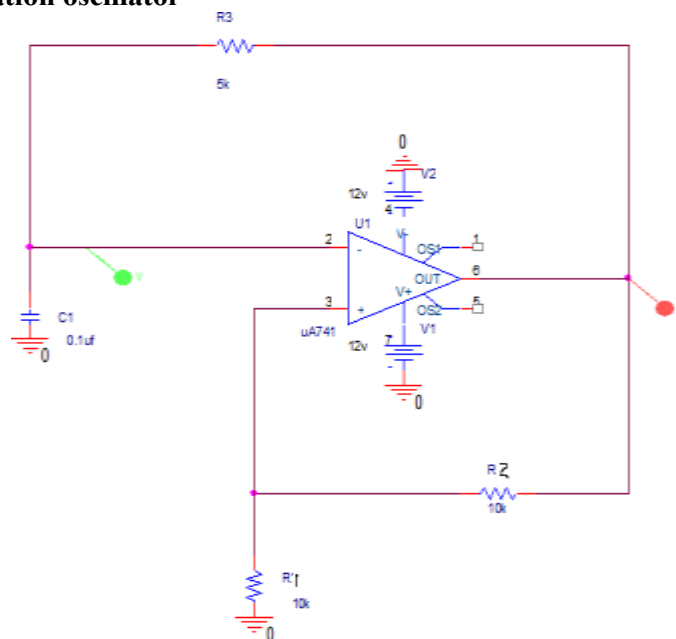 ation oscillator
R3
5k
0
V2
-
12v
4
U1
V-
OS1
1
2
-
OUT
6
V
V+
3
+
OS2
5
C1
0.1uf
0
uA741
12v
7
V1
-
0
R2
10k
R1
10k
0